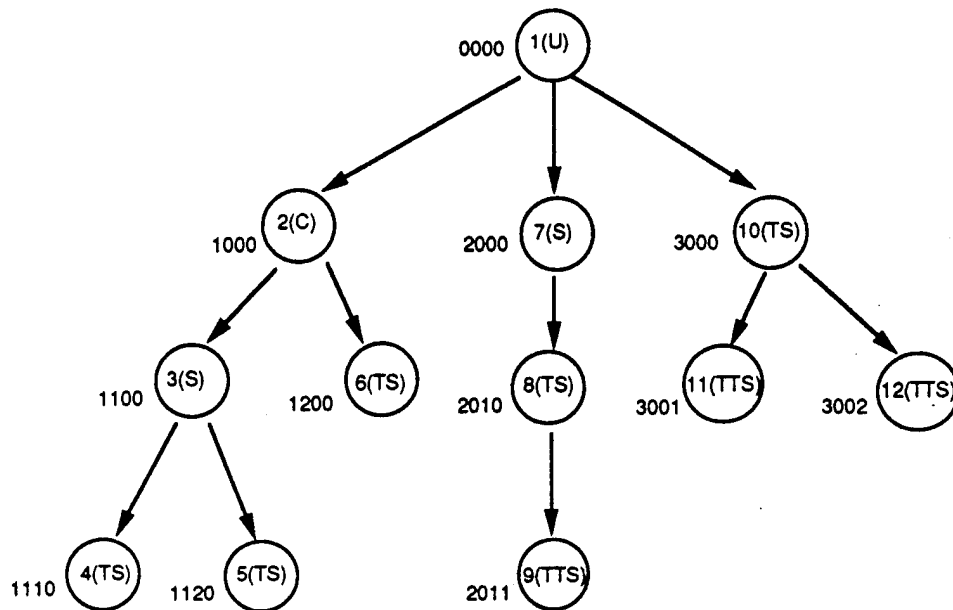 0000 1(U)
1000 2(C)
2000 7(S)
3000 10(TS)
1100 3(S)
1200 6(TS)
2010 8(TS)
3001 11(TTS)
3002 12(TTS)
1110 4(TS)
1120 5(TS)
2011 9(TTS)